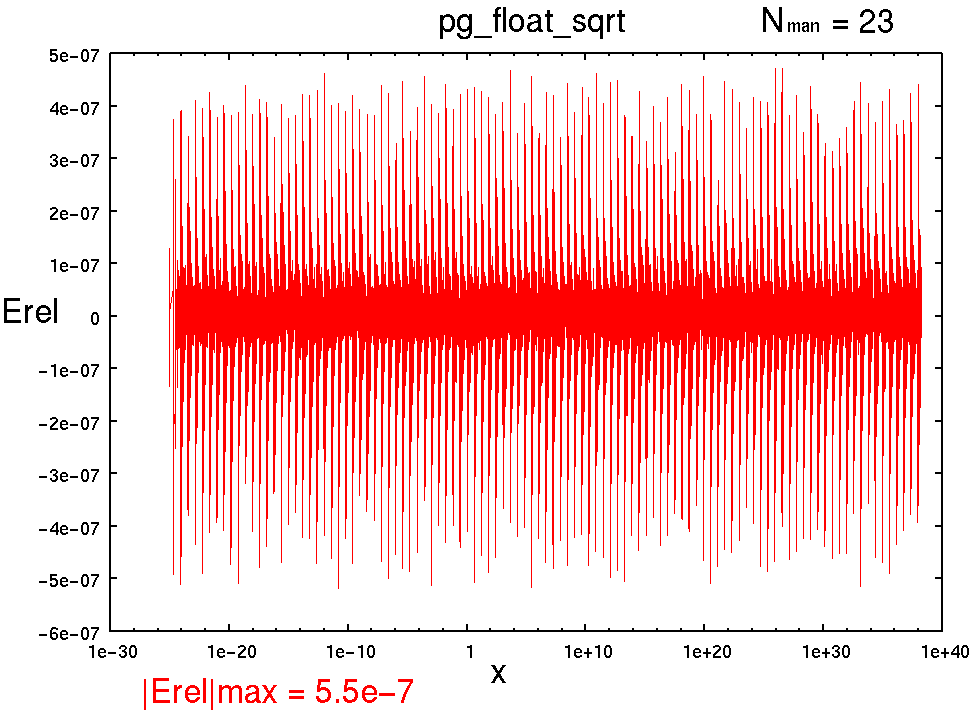 pg_float_sqrt N man = 23
5e−07
4e−07
3e−07
2e−07
1e−07
Erel 0
−1e−07
−2e−07
−3e−07
−4e−07
−5e−07
−6e−07
1e−30 1e−20 1e−10 1 1e+10 1e+20 1e+30 1e+40
x
|Erel|max = 5.5e−7